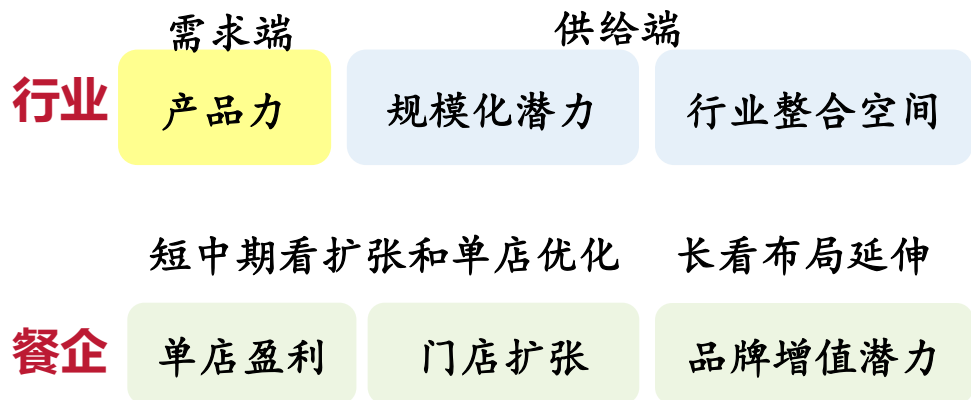 需求端 供给端
行业 产品力 规模化潜力 行业整合空间
短中期看扩张和单店优化 长看布局延伸
餐企 单店盈利 门店扩张 品牌增值潜力